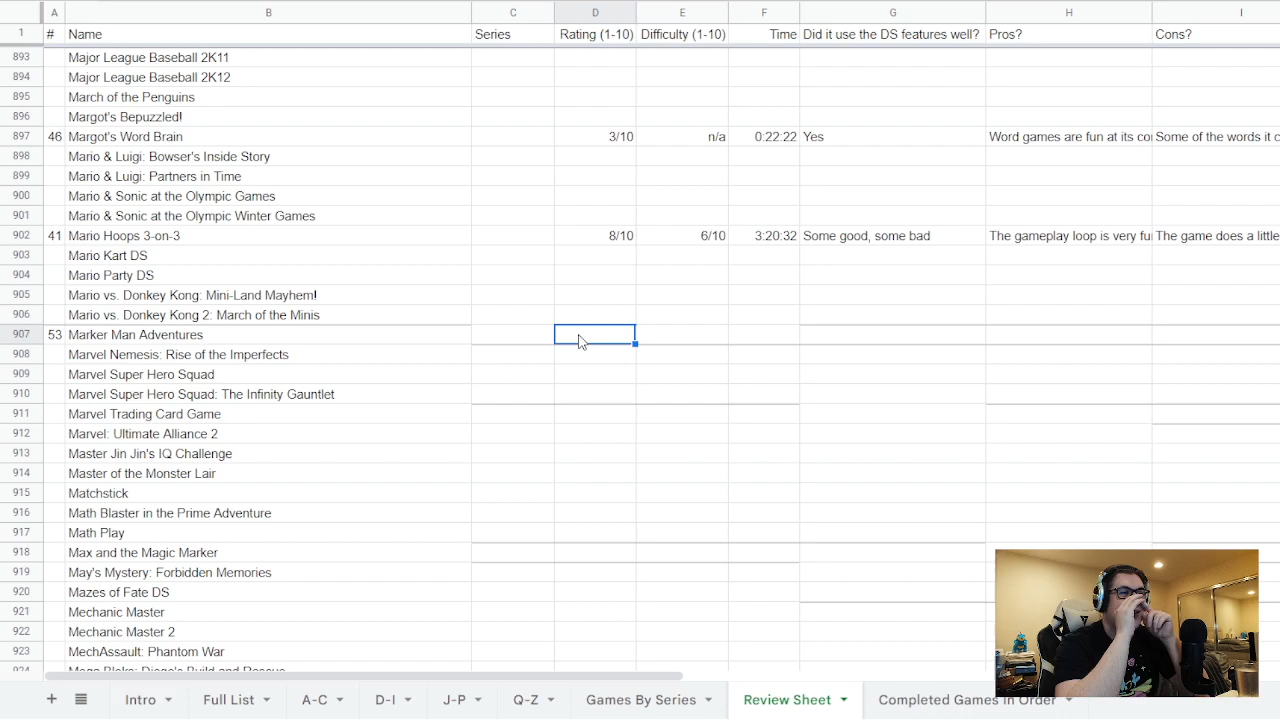 A B C D E F G H I
1 # Name Series Rating (1-10) Difficulty (1-10) Time Did it use the DS features well? Pros? Cons?
893 Major League Baseball 2K11
894 Major League Baseball 2K12
895 March of the Penguins
896 Margot's Bepuzzled!
897 46 Margot's Word Brain 3/10 n/a 0:22:22 Yes Word games are fun at its co Some of the words it c
898 Mario & Luigi: Bowser's Inside Story
899 Mario & Luigi: Partners in Time
900 Mario & Sonic at the Olympic Games
901 Mario & Sonic at the Olympic Winter Games
902 41 Mario Hoops 3-on-3 8/10 6/10 3:20:32 Some good, some bad The gameplay loop is very fu The game does a little
903 Mario Kart DS
904 Mario Party DS
905 Mario vs. Donkey Kong: Mini-Land Mayhem!
906 Mario vs. Donkey Kong 2: March of the Minis
907 53 Marker Man Adventures
908 Marvel Nemesis: Rise of the Imperfects
909 Marvel Super Hero Squad
910 Marvel Super Hero Squad: The Infinity Gauntlet
911 Marvel Trading Card Game
912 Marvel: Ultimate Alliance 2
913 Master Jin Jin's IQ Challenge
914 Master of the Monster Lair
915 Matchstick
916 Math Blaster in the Prime Adventure
917 Math Play
918 Max and the Magic Marker
919 May's Mystery: Forbidden Memories
920 Mazes of Fate DS
921 Mechanic Master
922 Mechanic Master 2
923 MechAssault: Phantom War
924 Mega Bloks: Diego's Build and Rescue
+ Intro Full List A-C D-I J-P Q-Z Games By Series Review Sheet Completed Games In Order